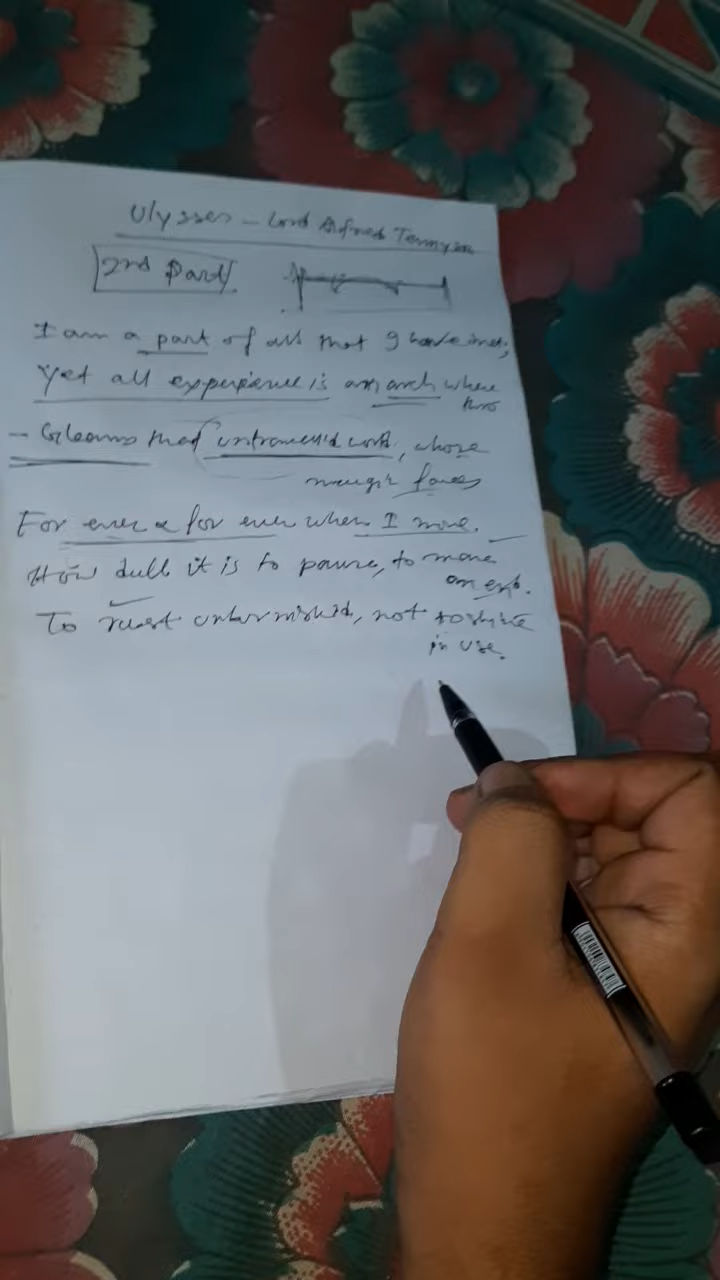 Ulysses - Lord Alfred Tennyson
2nd Part
I am a part of all that I have met;
Yet all experience is an arch where
thro
- Gleams that untravell'd world, whose
margin fades
For ever & for ever when I move.
How dull it is to pause, to make
an end.
To rust unburnished, not to shine
in use.